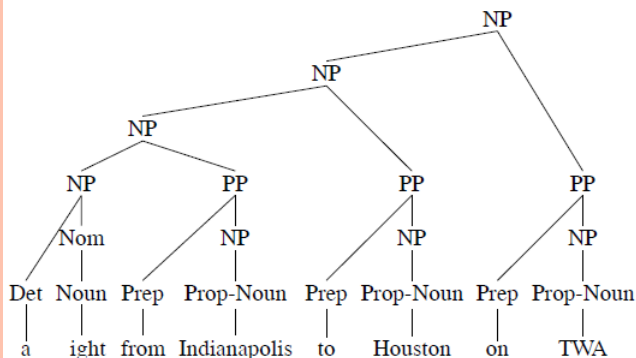 NP
NP
NP
NP PP PP PP
Nom NP NP NP
Det Noun Prep Prop-Noun Prep Prop-Noun Prep Prop-Noun
a ight from Indianapolis to Houston on TWA